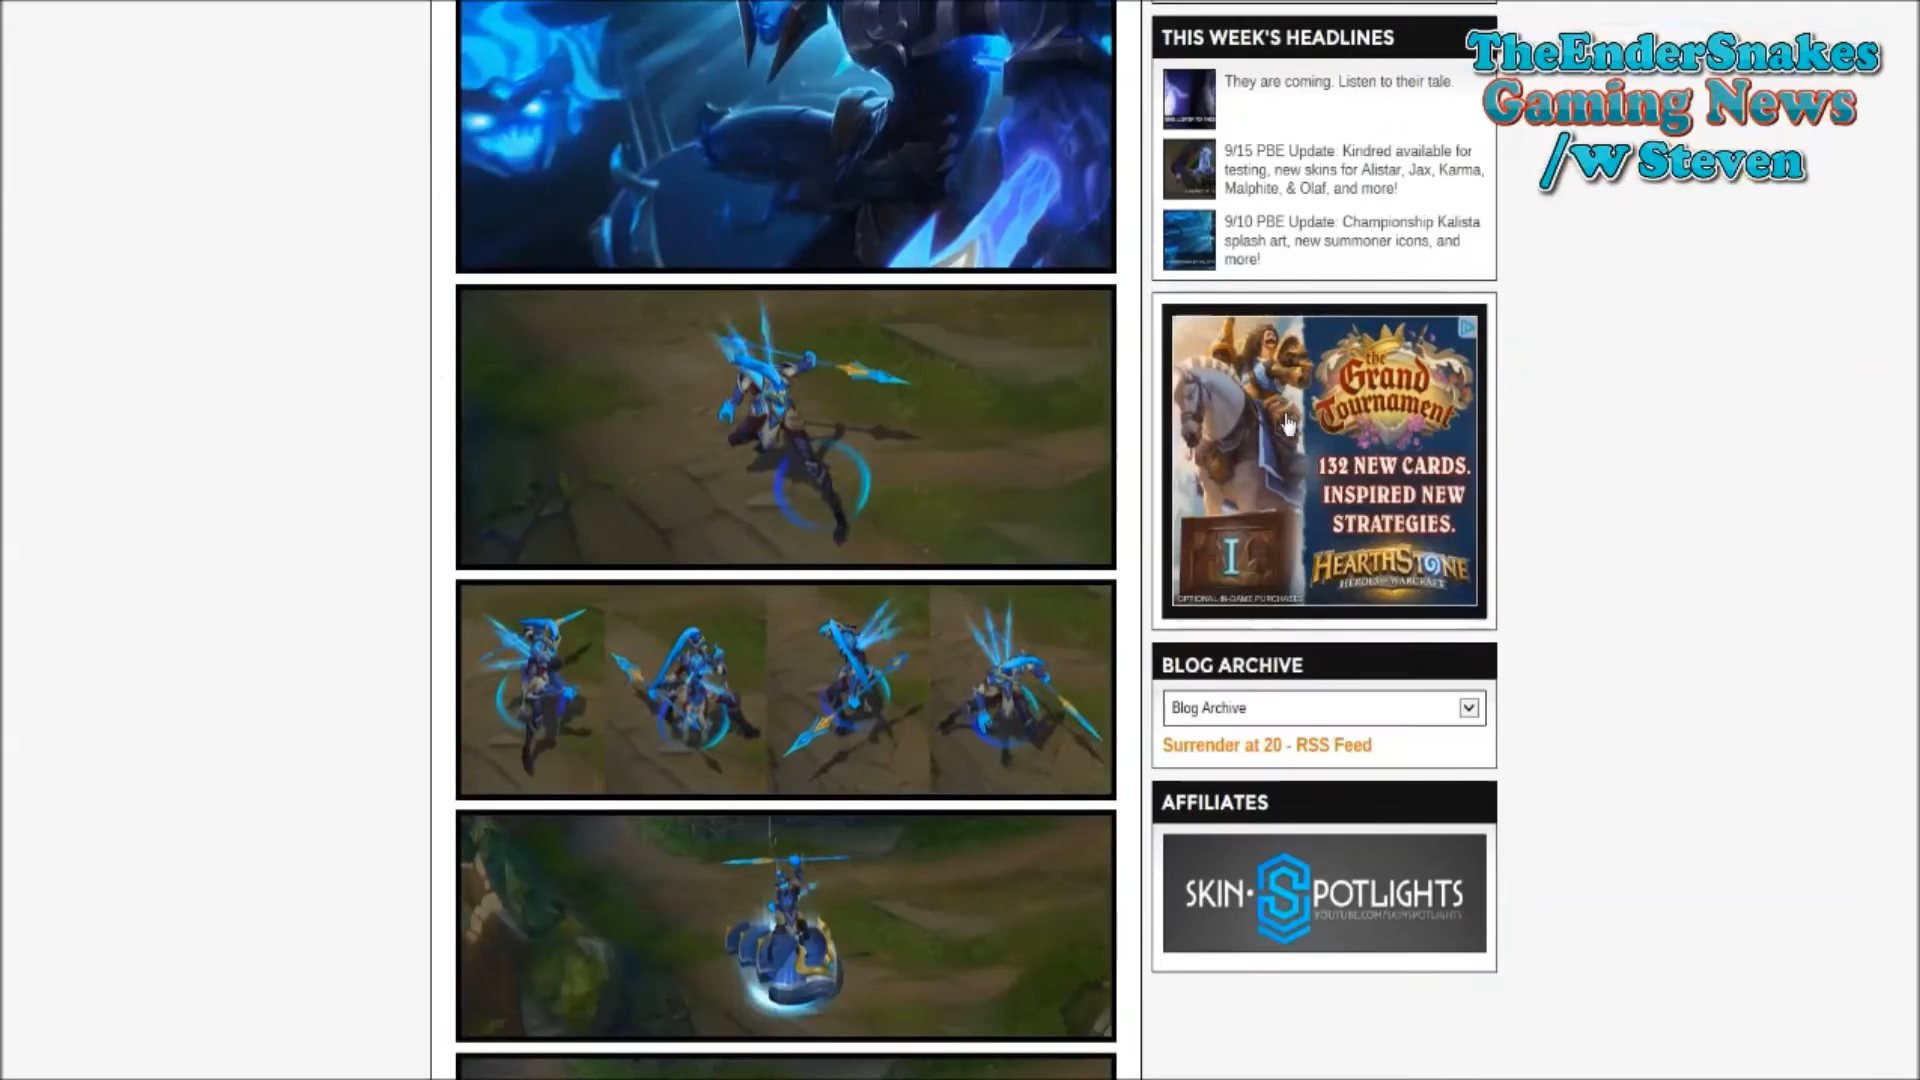 THIS WEEK'S HEADLINES
They are coming. Listen to their tale.
9/15 PBE Update: Kindred available for
testing, new skins for Alistar, Jax, Karma,
Malphite, & Olaf, and more!
9/10 PBE Update: Championship Kalista
splash art, new summoner icons, and
more!
TheEnderSnakes
Gaming News
/w Steven
the
Grand
Tournament
132 NEW CARDS.
INSPIRED NEW
STRATEGIES.
HEARTHSTONE
HEROES OF WARCRAFT
OPTIONAL IN-GAME PURCHASES
BLOG ARCHIVE
Blog Archive
Surrender at 20 - RSS Feed
AFFILIATES
SKIN·SPOTLIGHTS
YOUTUBE.COM/SKINSPOTLIGHTS